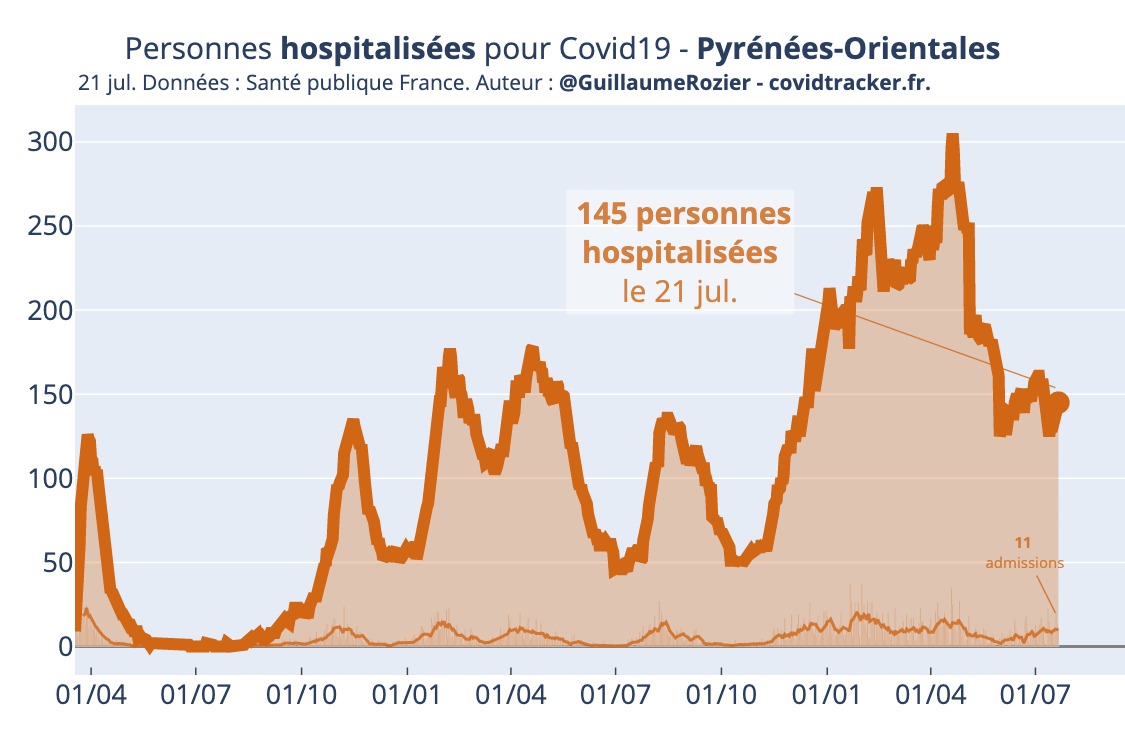 Personnes hospitalisées pour Covid19 - Pyrénées-Orientales
21 jul. Données : Santé publique France. Auteur : @GuillaumeRozier - covidtracker.fr.
300
250
200
150
100
50
0
145 personnes
hospitalisées
le 21 jul.
11
admissions
01/04 01/07 01/10 01/01 01/04 01/07 01/10 01/01 01/04 01/07